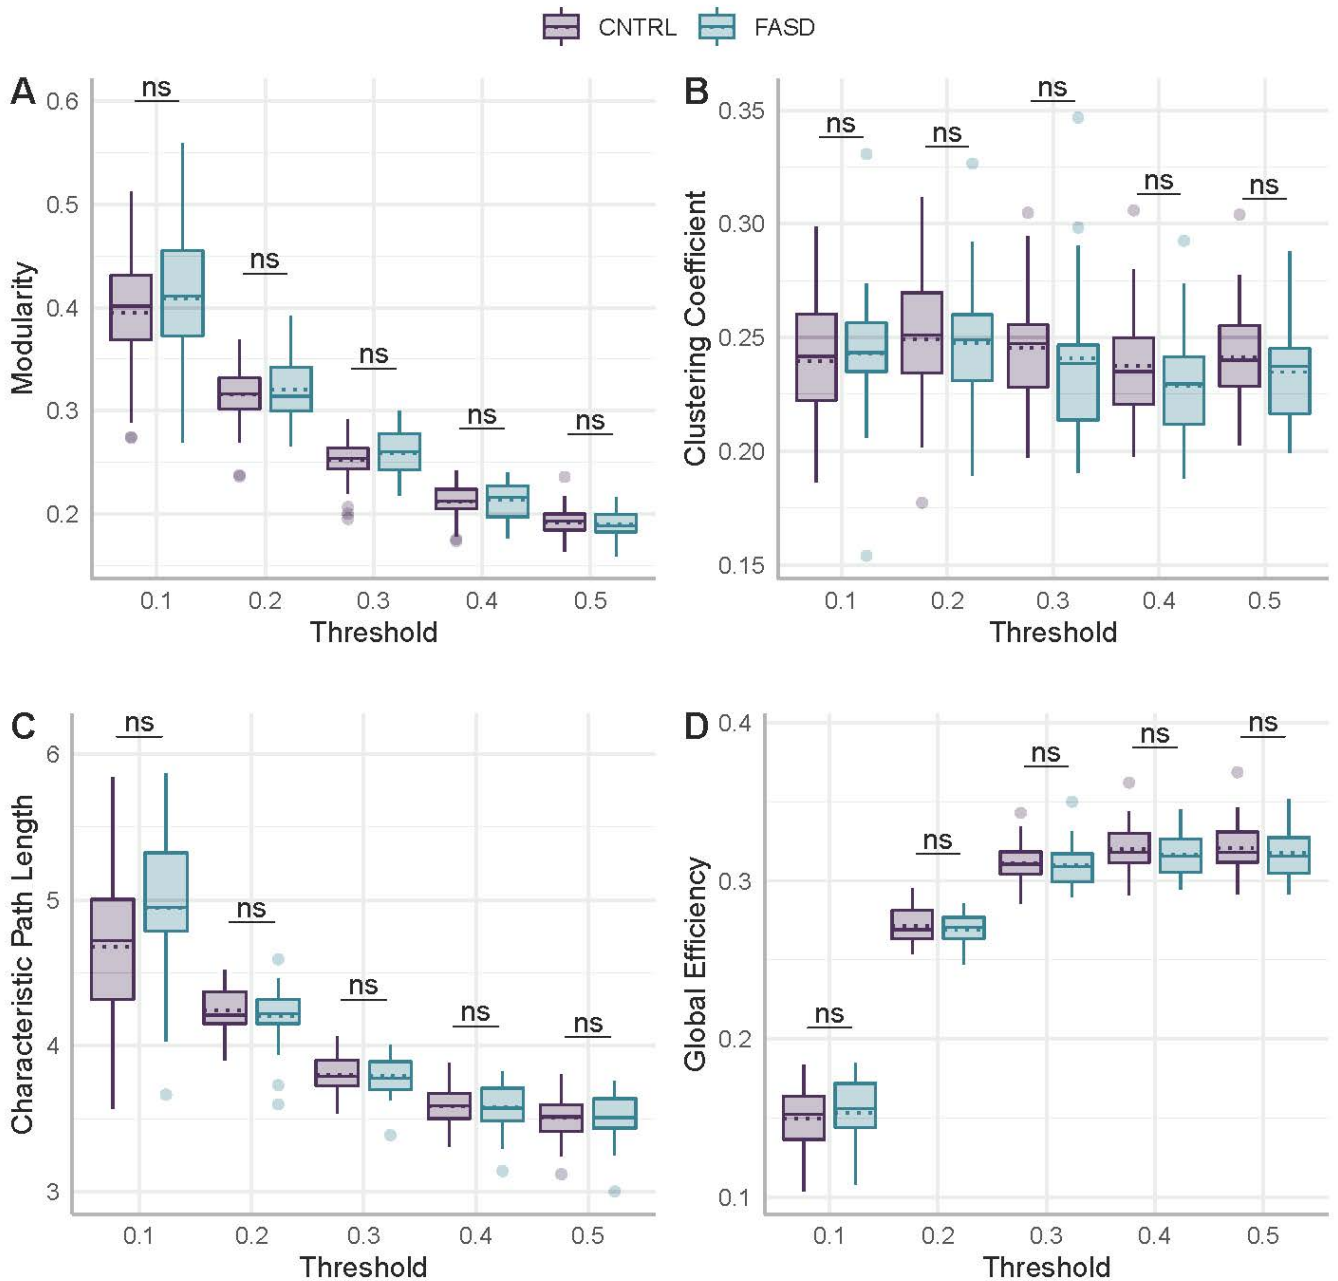 CNTRL FASD
A
ns
ns
ns
ns
ns
0.6
0.5
0.4
0.3
0.2
Modularity
0.1 0.2 0.3 0.4 0.5
Threshold
B
ns
ns
ns
ns
ns
0.35
0.30
0.25
0.20
0.15
Clustering Coefficient
0.1 0.2 0.3 0.4 0.5
Threshold
C
ns
ns
ns
ns
ns
6
5
4
3
Characteristic Path Length
0.1 0.2 0.3 0.4 0.5
Threshold
D
ns
ns
ns
ns
ns
0.4
0.3
0.2
0.1
Global Efficiency
0.1 0.2 0.3 0.4 0.5
Threshold